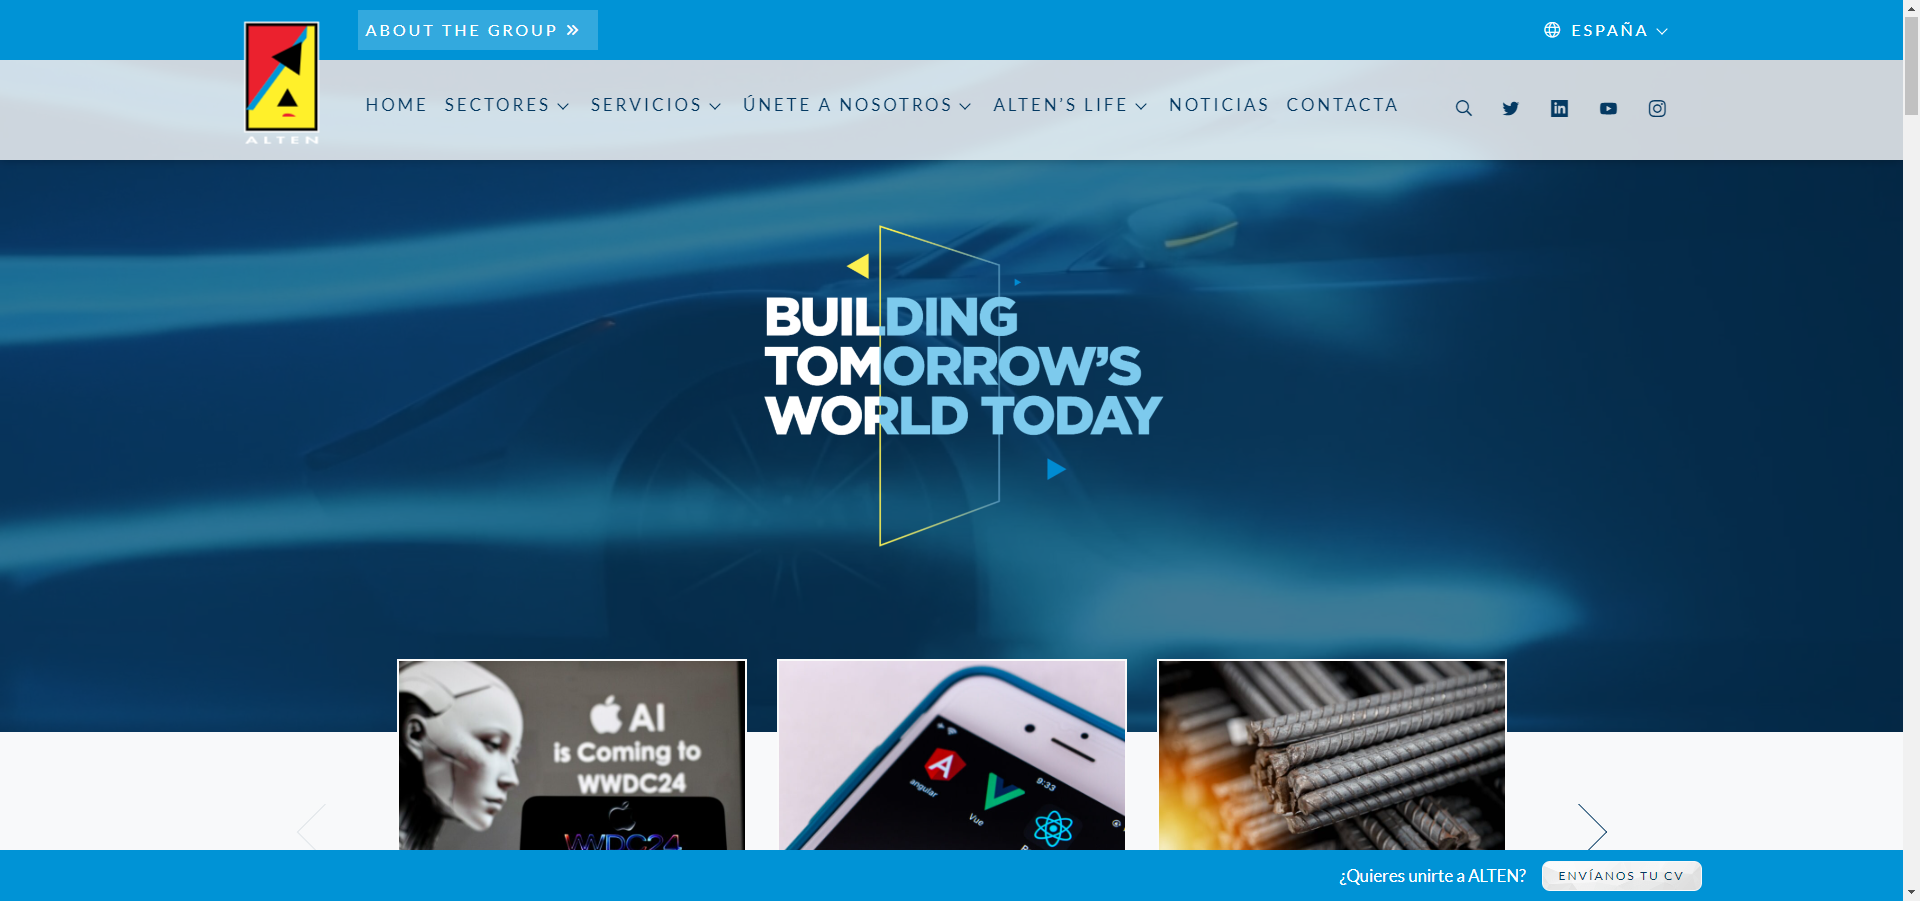 ABOUT THE GROUP
ESPAÑA
ALTEN
HOME SECTORES SERVICIOS ÚNETE A NOSOTROS ALTEN'S LIFE NOTICIAS CONTACTA
BUILDING
TOMORROW'S
WORLD TODAY
AI
is Coming to
WWDC24
WWDC24
9:33
angular
Vue
¿Quieres unirte a ALTEN?
ENVÍANOS TU CV